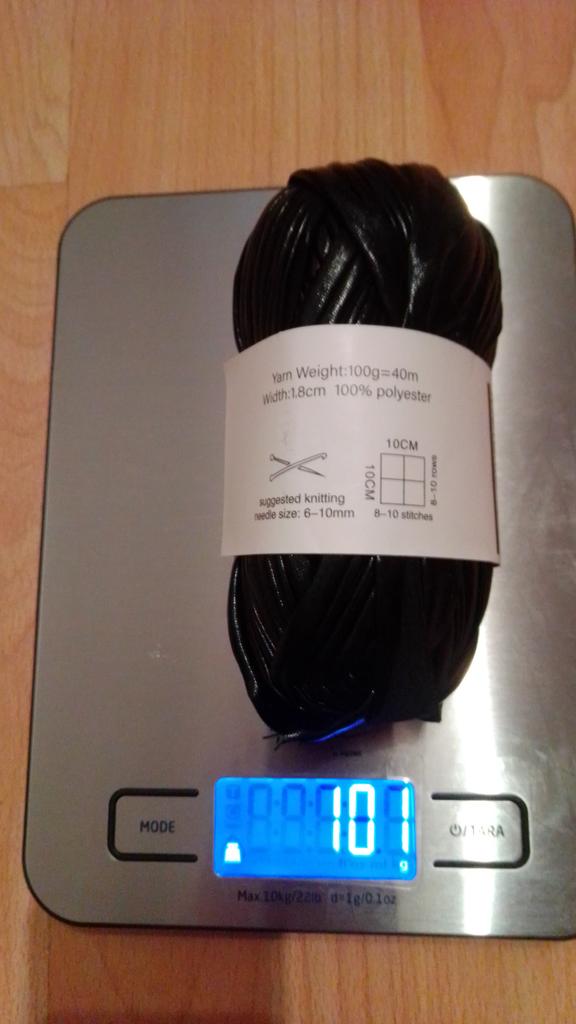 Yarn Weight:100g=40m
Width:1.8cm 100% polyester
10CM
10CM
8-10 rows
suggested knitting
needle size: 6-10mm
8-10 stitches
101
g
MODE
/TARA
Max.10kg/22lb d=1g/0.1oz